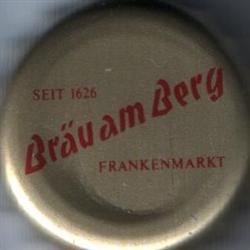 SEIT 1626
Bräu am Berg
FRANKENMARKT